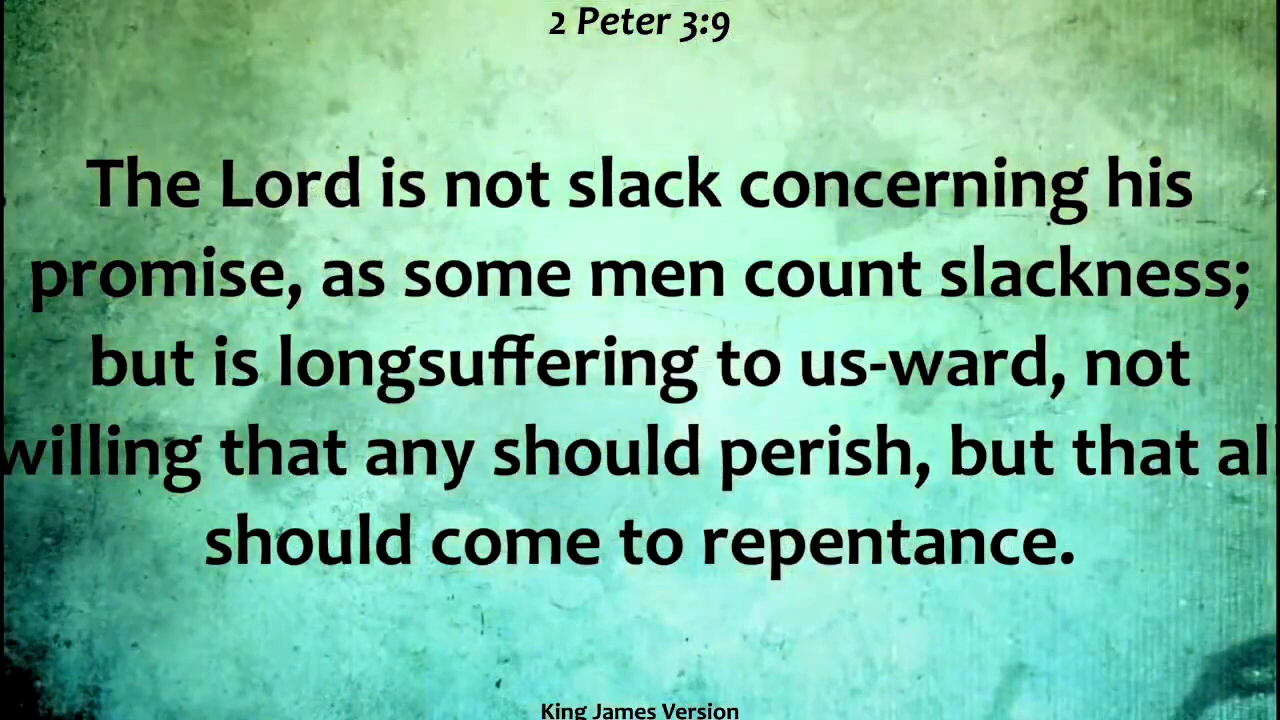 2 Peter 3:9
The Lord is not slack concerning his
promise, as some men count slackness;
but is longsuffering to us-ward, not
willing that any should perish, but that all
should come to repentance.
King James Version